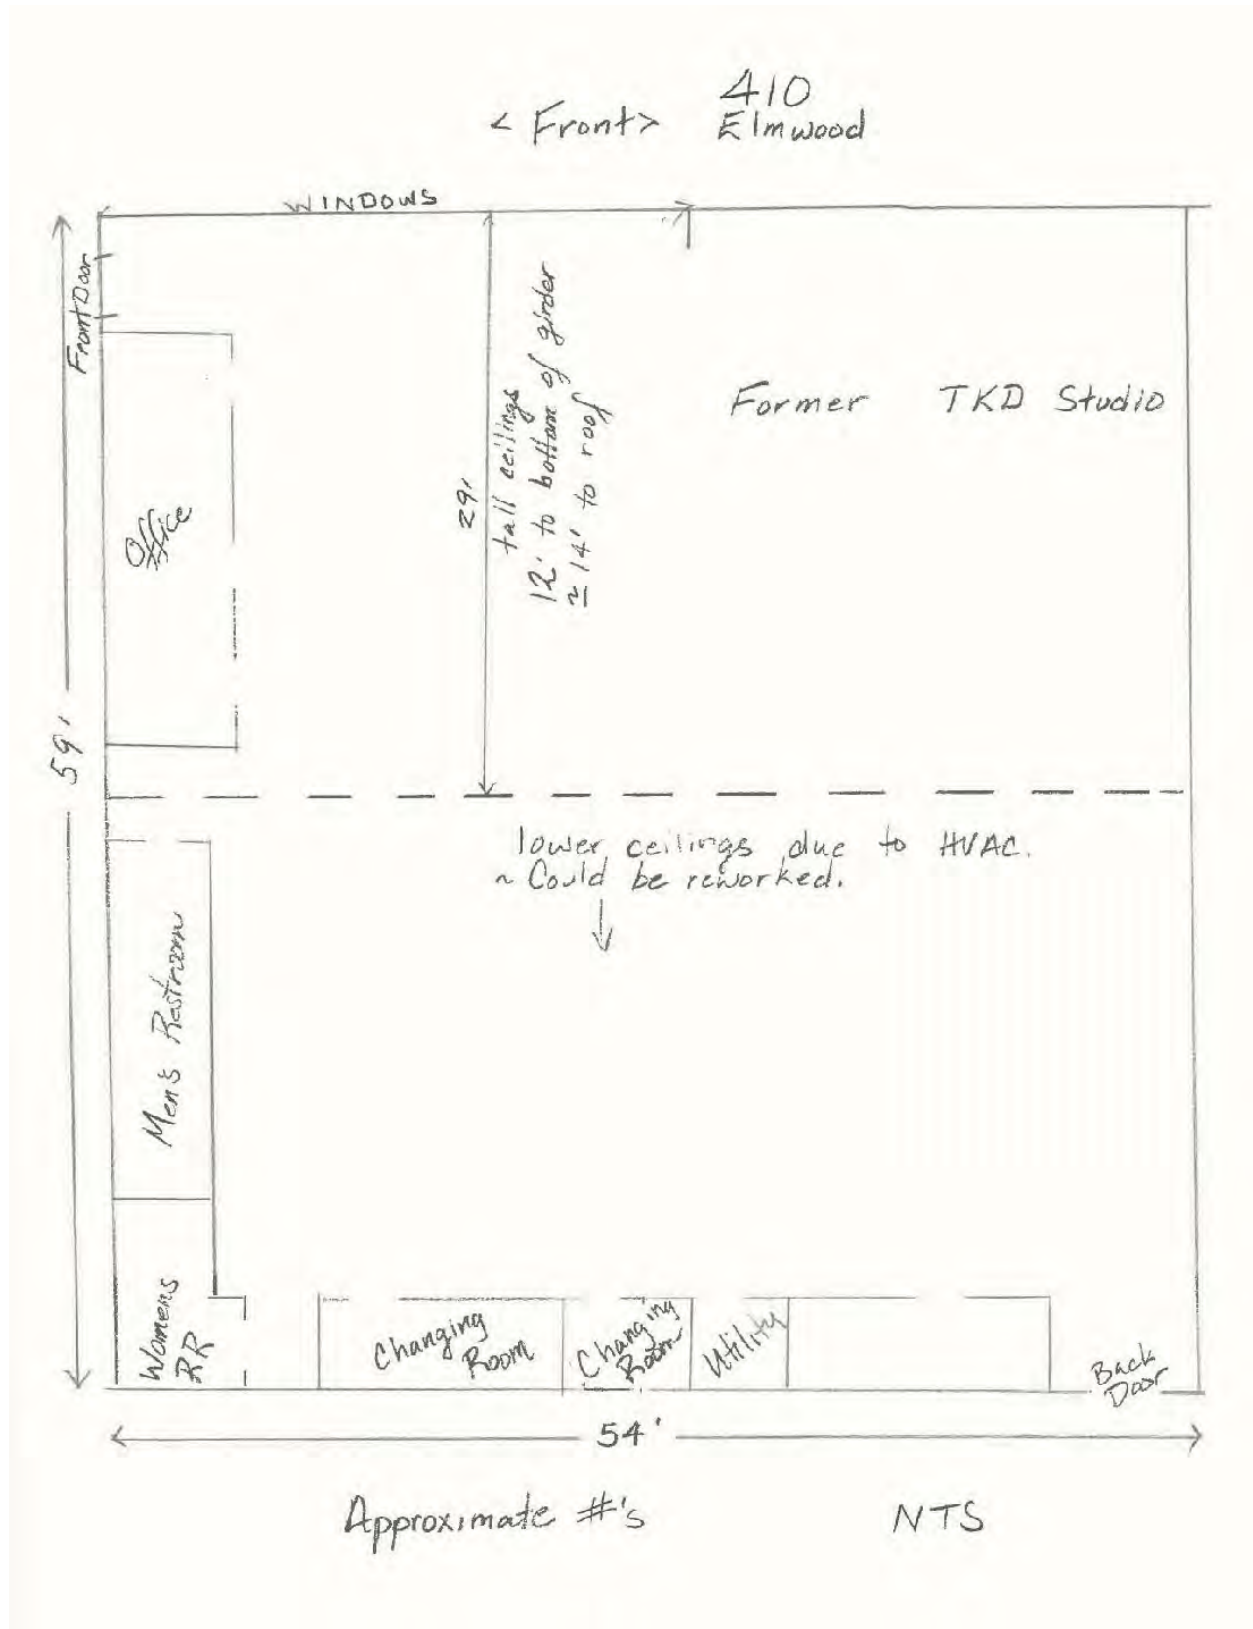 410
< Front > Elmwood
WINDOWS
Front Door
Former TKD Studio
29'
tall ceilings
12' to bottom of girder
~ 14' to roof
Office
59'
lower ceilings due to HVAC.
~ Could be reworked.
Men's Restroom
Womens
RR
Changing
Room
Changing
Room
Utility
Back
Door
54'
Approximate #'s NTS